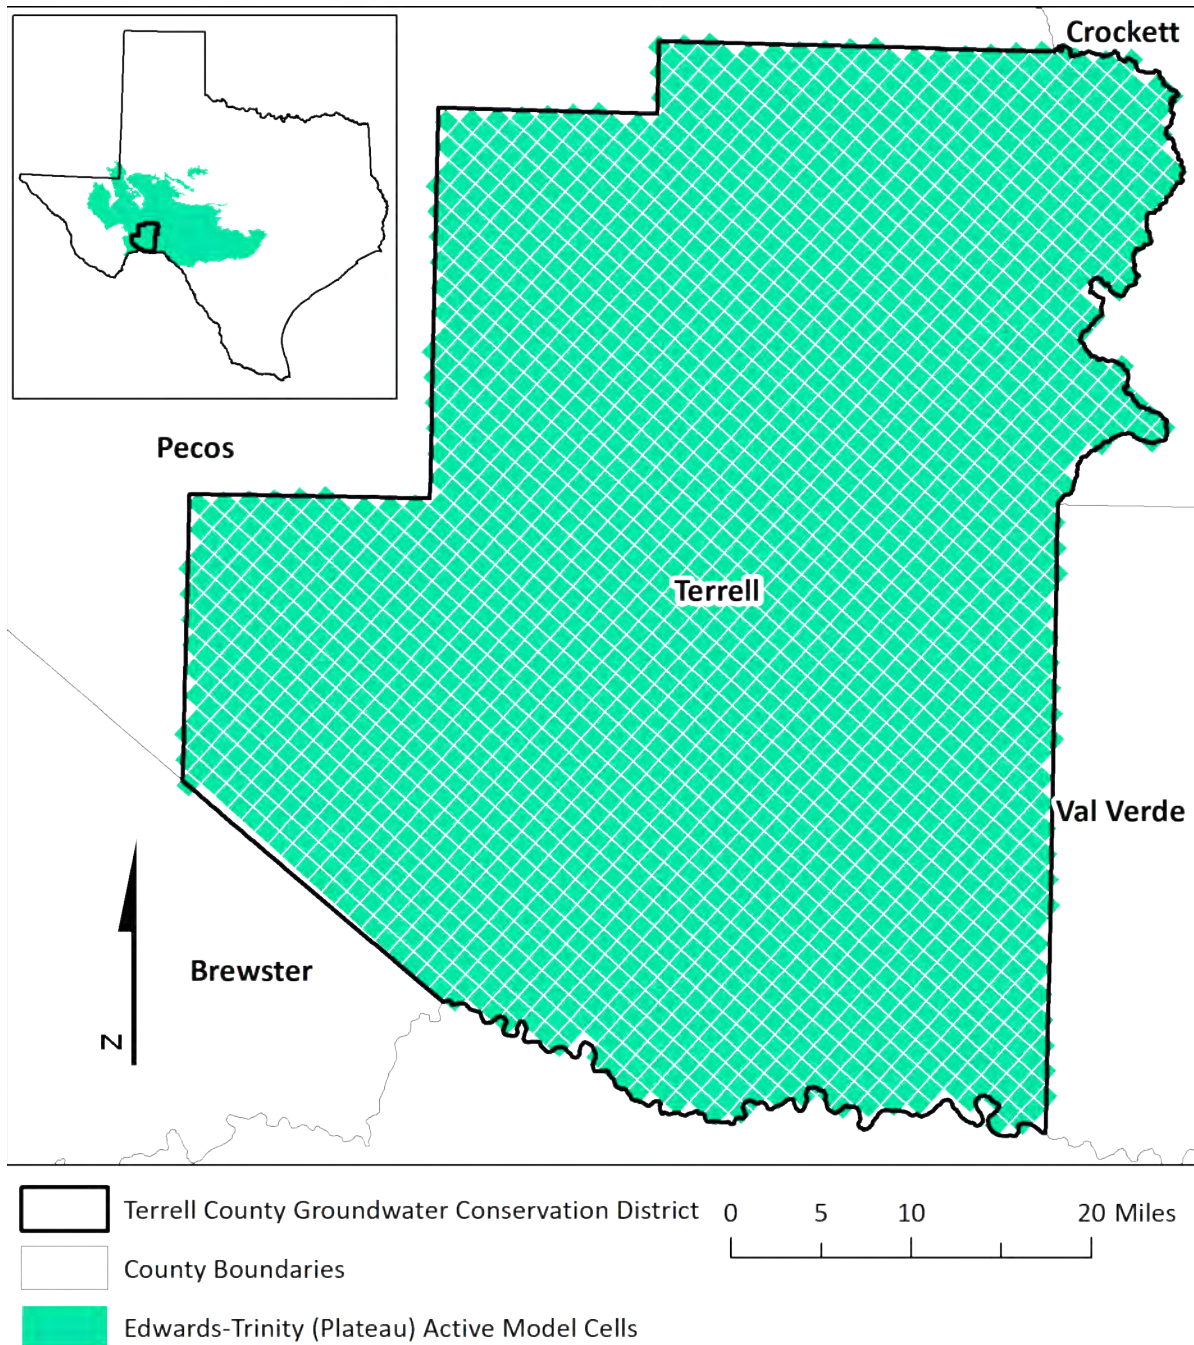 Crockett
Pecos
Terrell
Val Verde
Brewster
N
Terrell County Groundwater Conservation District
0 5 10 20 Miles
County Boundaries
Edwards-Trinity (Plateau) Active Model Cells